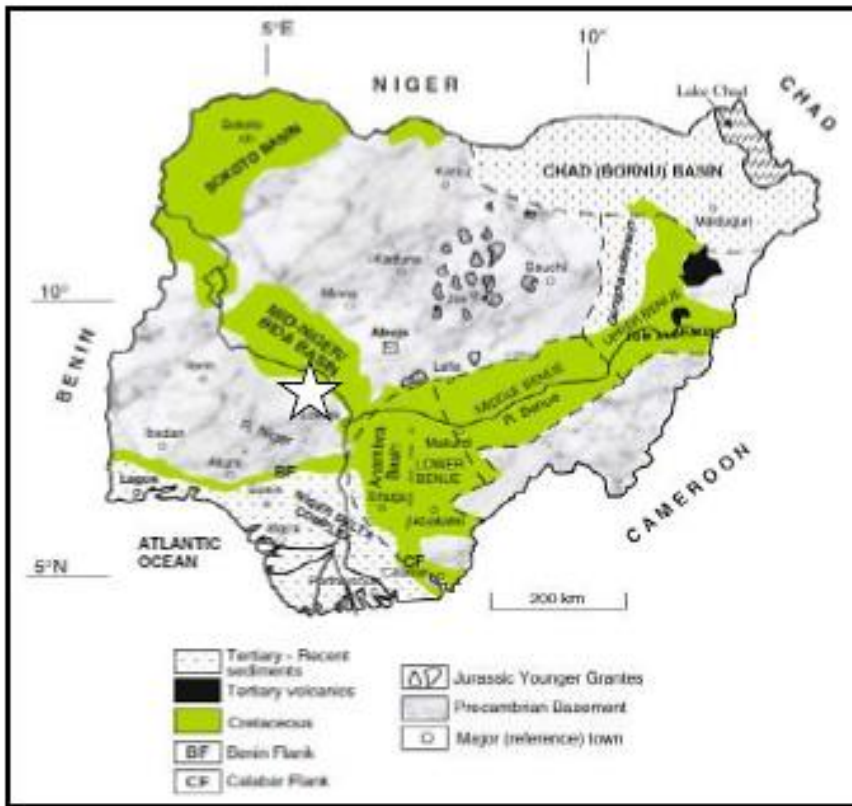 5°E
10°
NIGER
CHAD
Lake Chad
SOKOTO BASIN
CHAD (BORNU) BASIN
Maiduguri
Kaduna
Bauchi
Minna
Jos
10°
MID-NIGER/
BIDA BASIN
Abuja
UPPER BENUE
BENIN
Lafia
MIDDLE BENUE
R. Benue
Ibadan
R. Niger
Akure
Makurdi
Anambra
Basin
LOWER
BENUE
BF
Lagos
Enugu
NIGER DELTA
COMPLEX
CAMEROON
ATLANTIC
OCEAN
CF
5°N
200 km
Tertiary - Recent
sediments
Tertiary volcanics
Cretaceous
BF Benin Flank
CF Calabar Flank
Jurassic Younger Granites
Precambrian Basement
Major (reference) town